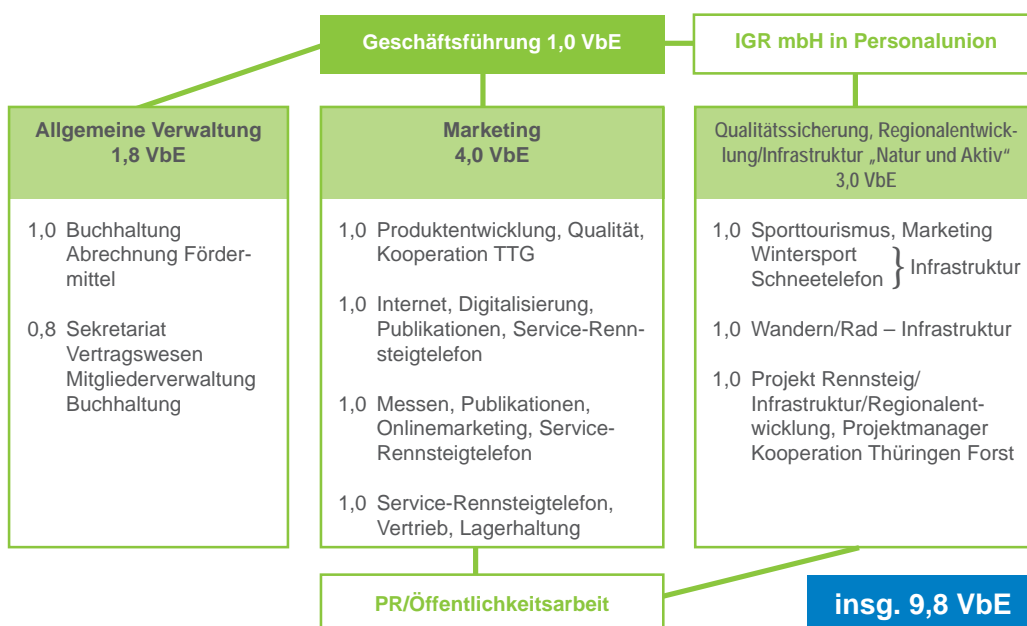 Geschäftsführung 1,0 VbE
IGR mbH in Personalunion
Allgemeine Verwaltung
1,8 VbE
1,0 Buchhaltung
Abrechnung Förder-
mittel
0,8 Sekretariat
Vertragswesen
Mitgliederverwaltung
Buchhaltung
Marketing
4,0 VbE
1,0 Produktentwicklung, Qualität,
Kooperation TTG
1,0 Internet, Digitalisierung,
Publikationen, Service-Renn-
steigtelefon
1,0 Messen, Publikationen,
Onlinemarketing, Service-
Rennsteigtelefon
1,0 Service-Rennsteigtelefon,
Vertrieb, Lagerhaltung
Qualitätssicherung, Regionalentwick-
lung/Infrastruktur „Natur und Aktiv“
3,0 VbE
1,0 Sporttourismus, Marketing
Wintersport
Schneetelefon } Infrastruktur
1,0 Wandern/Rad – Infrastruktur
1,0 Projekt Rennsteig/
Infrastruktur/Regionalent-
wicklung, Projektmanager
Kooperation Thüringen Forst
PR/Öffentlichkeitsarbeit
insg. 9,8 VbE